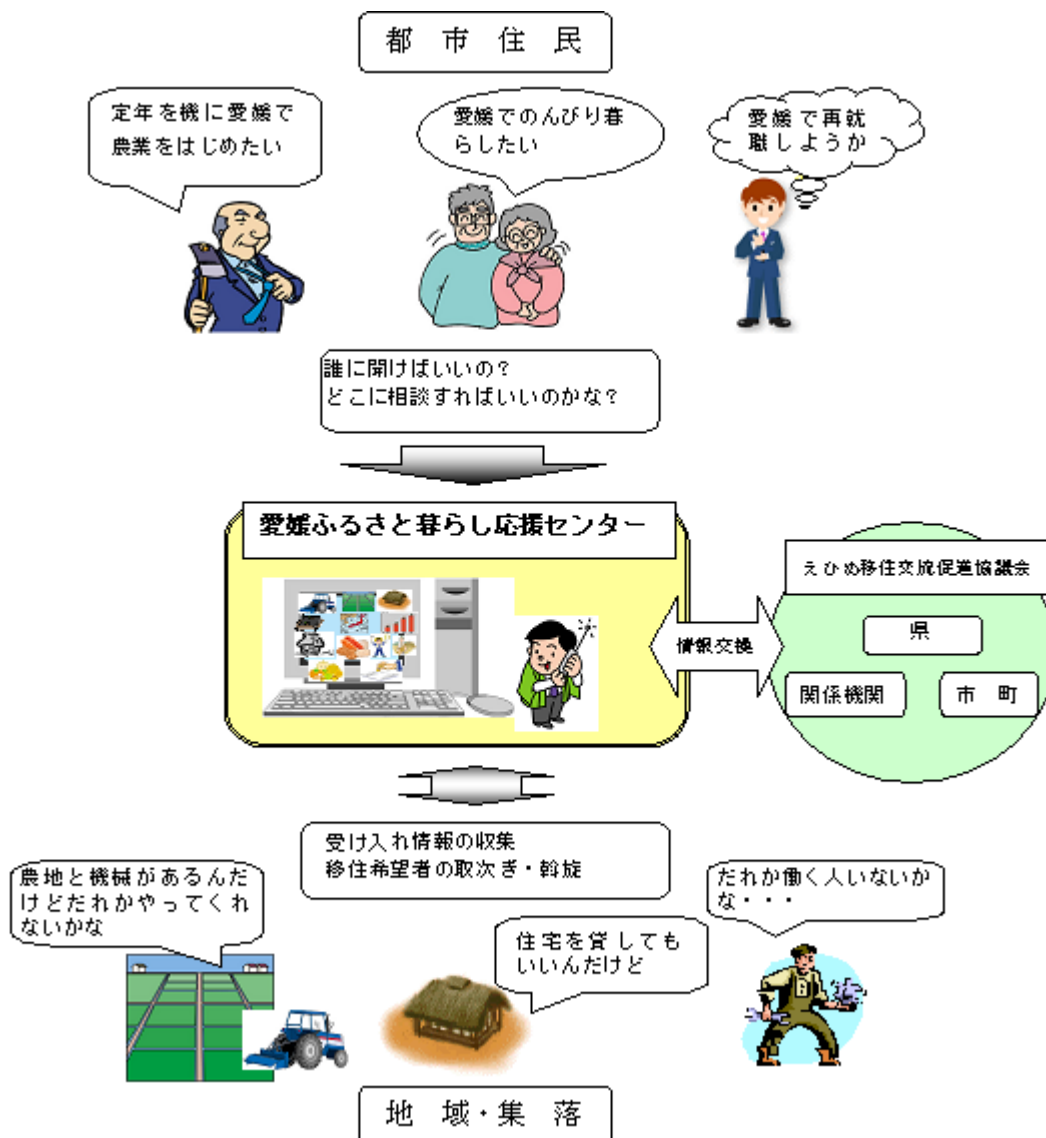 都市住民
定年を機に愛媛で
農業をはじめたい
愛媛でのんびり暮
らしたい
愛媛で再就
職しようか
誰に開けばいいの?
どこに相談すればいいのかな?
愛媛ふるさと暮らし応援センター
えひめ移住交流促進協議会
県
情報交換
関係機関
市町
受け入れ情報の収集
移住希望者の取次ぎ・斡旋
農地と機械があるんだ
けどだれかやってくれ
ないかな
だれか働く人いないか
な・・・
住宅を貸しても
いいんだけど
地域・集落